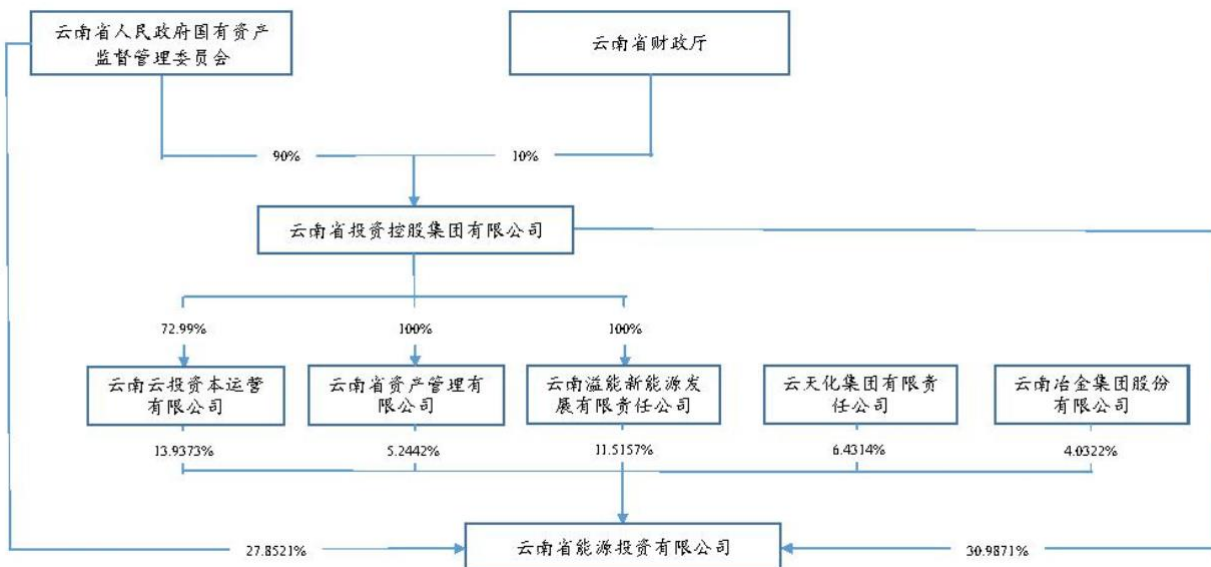 云南省人民政府国有资产
监督管理委员会
云南省财政厅
90%
10%
云南省投资控股集团有限公司
72.99%
100%
100%
云南云投资本运营
有限公司
云南省资产管理有
限公司
云南溢能新能源发
展有限责任公司
云天化集团有限责
任公司
云南冶金集团股份
有限公司
13.9373%
5.2442%
11.5157%
6.4314%
4.0322%
27.8521%
云南省能源投资有限公司
30.9871%